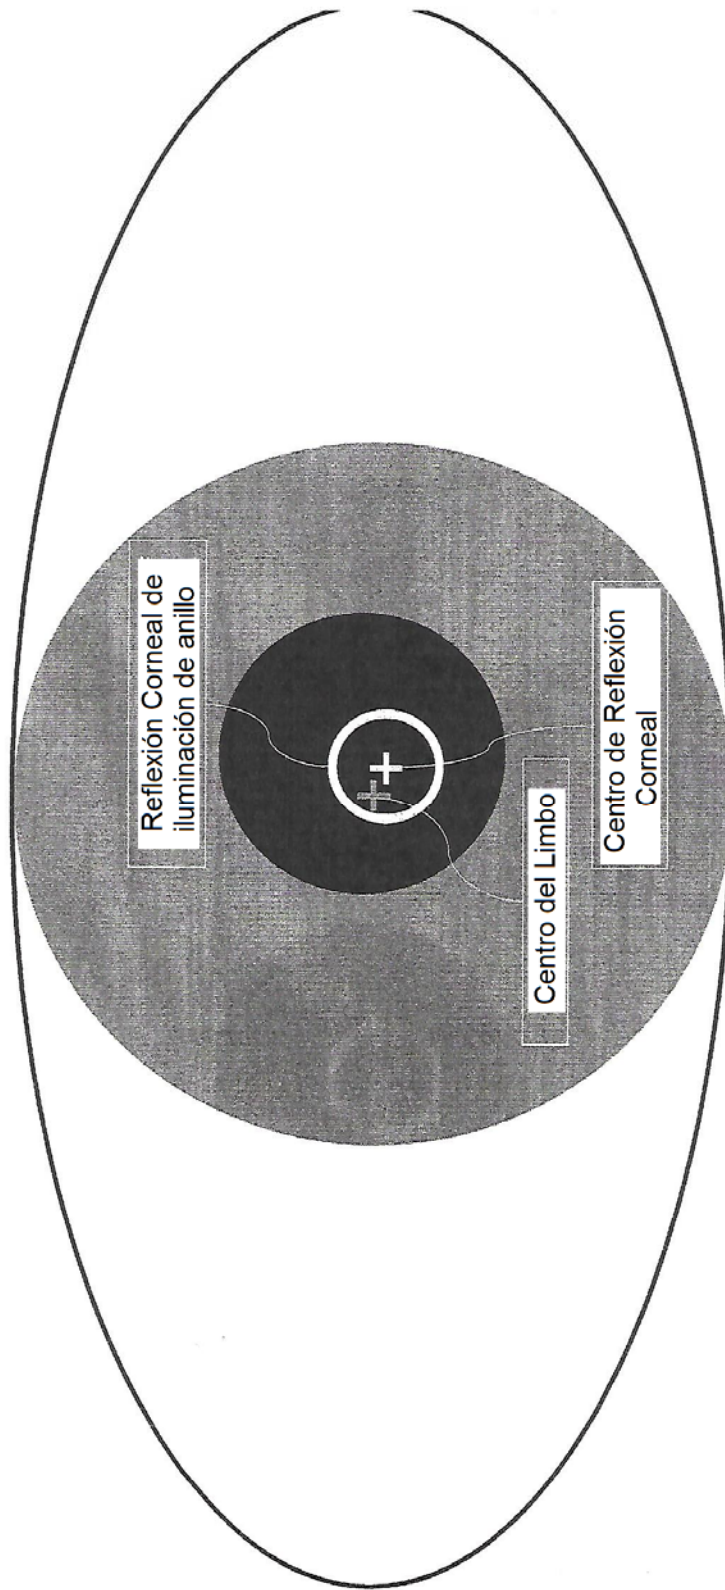 Reflexión Corneal de
iluminación de anillo
Centro del Limbo
Centro de Reflexión
Corneal